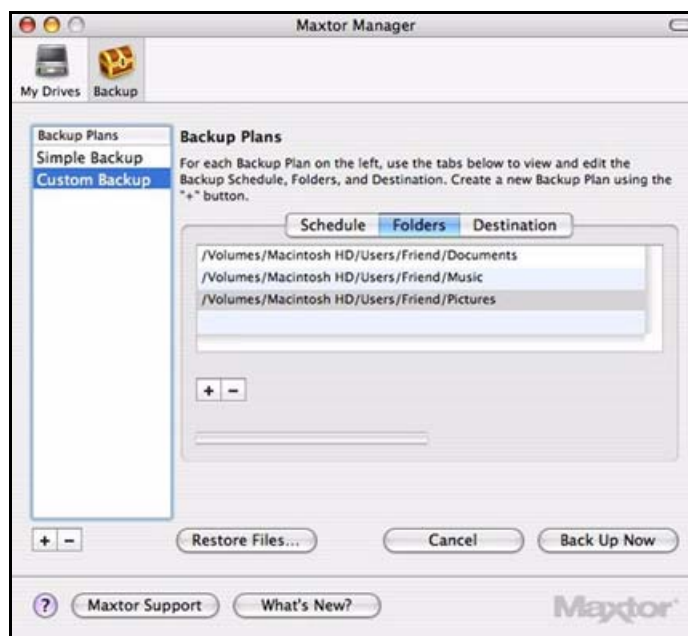 Maxtor Manager
My Drives
Backup
Backup Plans
Simple Backup
Custom Backup
Backup Plans
For each Backup Plan on the left, use the tabs below to view and edit the
Backup Schedule, Folders, and Destination. Create a new Backup Plan using the
"+" button.
Schedule
Folders
Destination
/Volumes/Macintosh HD/Users/Friend/Documents
/Volumes/Macintosh HD/Users/Friend/Music
/Volumes/Macintosh HD/Users/Friend/Pictures
+ −
+ −
Restore Files...
Cancel
Back Up Now
?
Maxtor Support
What's New?
Maxtor